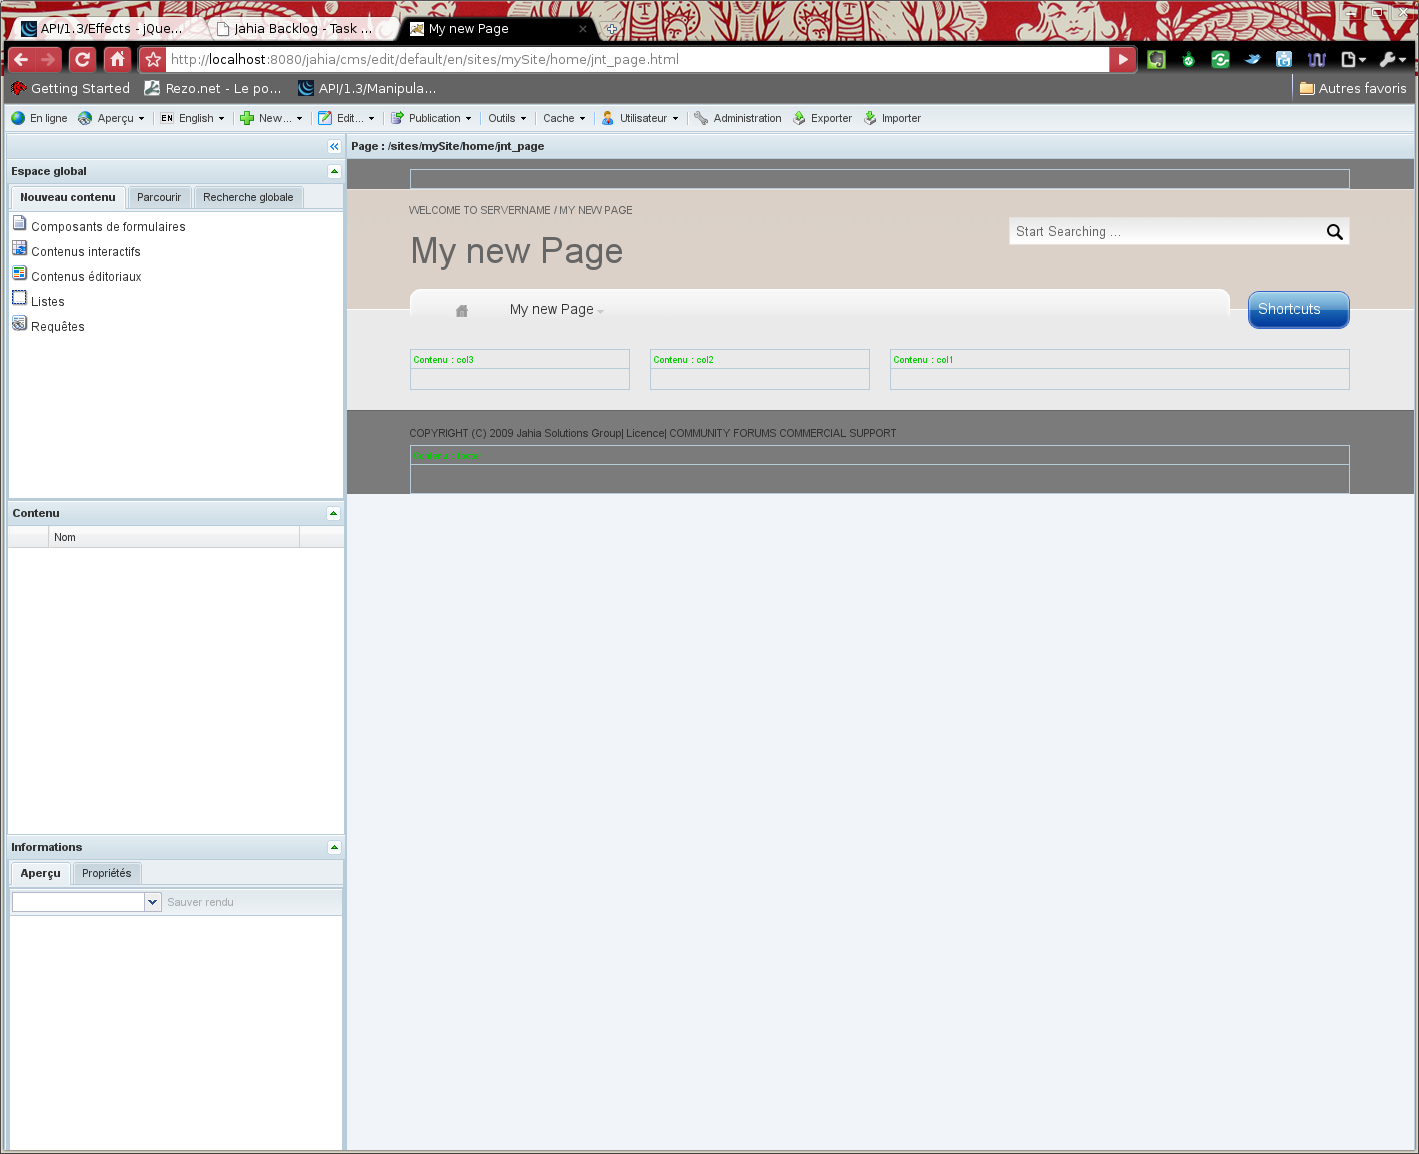 API/1.3/Effects - jQue...
Jahia Backlog - Task ...
My new Page
http://localhost:8080/jahia/cms/edit/default/en/sites/mySite/home/jnt_page.html
Getting Started
Rezo.net - Le po...
API/1.3/Manipula...
Autres favoris
En ligne
Aperçu
EN English
New...
Edit...
Publication
Outils
Cache
Utilisateur
Administration
Exporter
Importer
Page : /sites/mySite/home/jnt_page
Espace global
Nouveau contenu
Parcourir
Recherche globale
Composants de formulaires
Contenus interactifs
Contenus éditoriaux
Listes
Requêtes
Contenu
Nom
Informations
Aperçu
Propriétés
Sauver rendu
WELCOME TO SERVERNAME / MY NEW PAGE
My new Page
Start Searching ...
My new Page
Shortcuts
Contenu : col3
Contenu : col2
Contenu : col1
COPYRIGHT (C) 2009 Jahia Solutions Group| Licence| COMMUNITY FORUMS COMMERCIAL SUPPORT
Contenu :